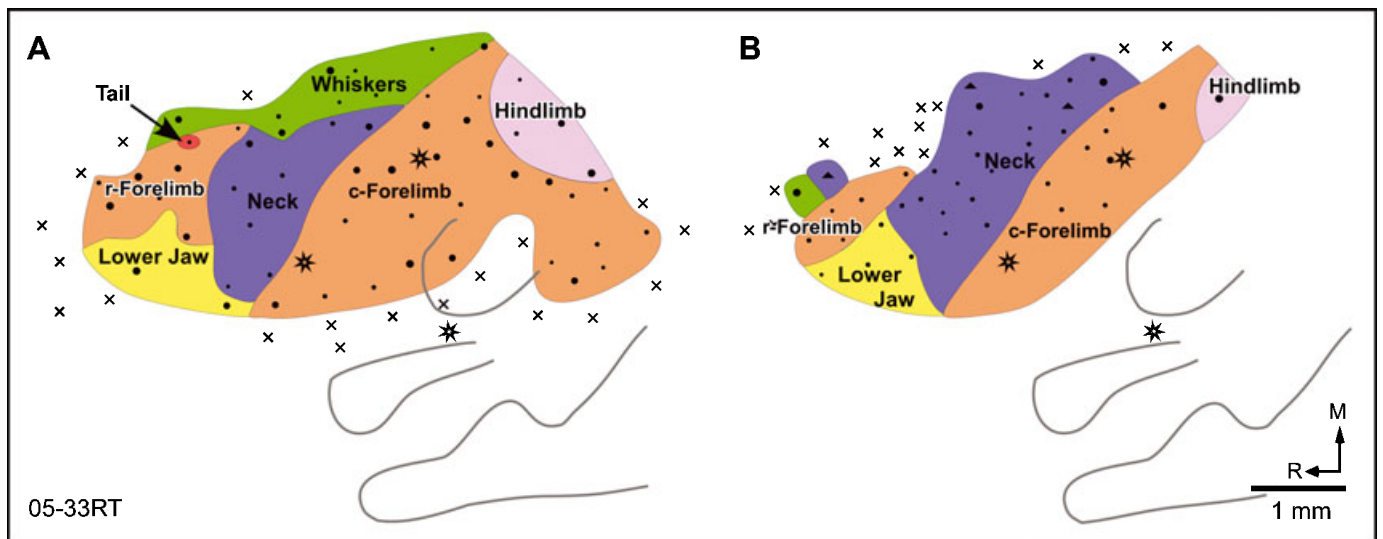 A
Whiskers
Tail
Hindlimb
r-Forelimb
Neck
c-Forelimb
Lower Jaw
05-33RT
B
Hindlimb
Neck
r-Forelimb
c-Forelimb
Lower
Jaw
M
R
1 mm